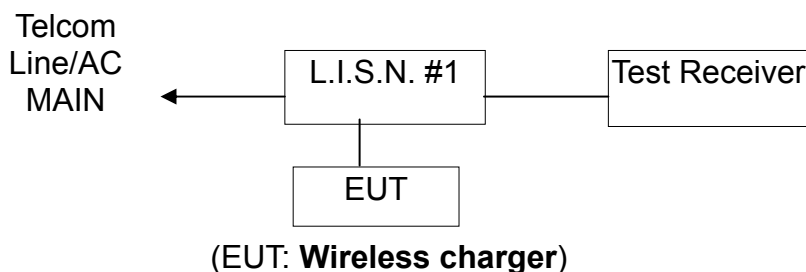 Telcom
Line/AC
MAIN
L.I.S.N. #1
Test Receiver
EUT
(EUT: Wireless charger)